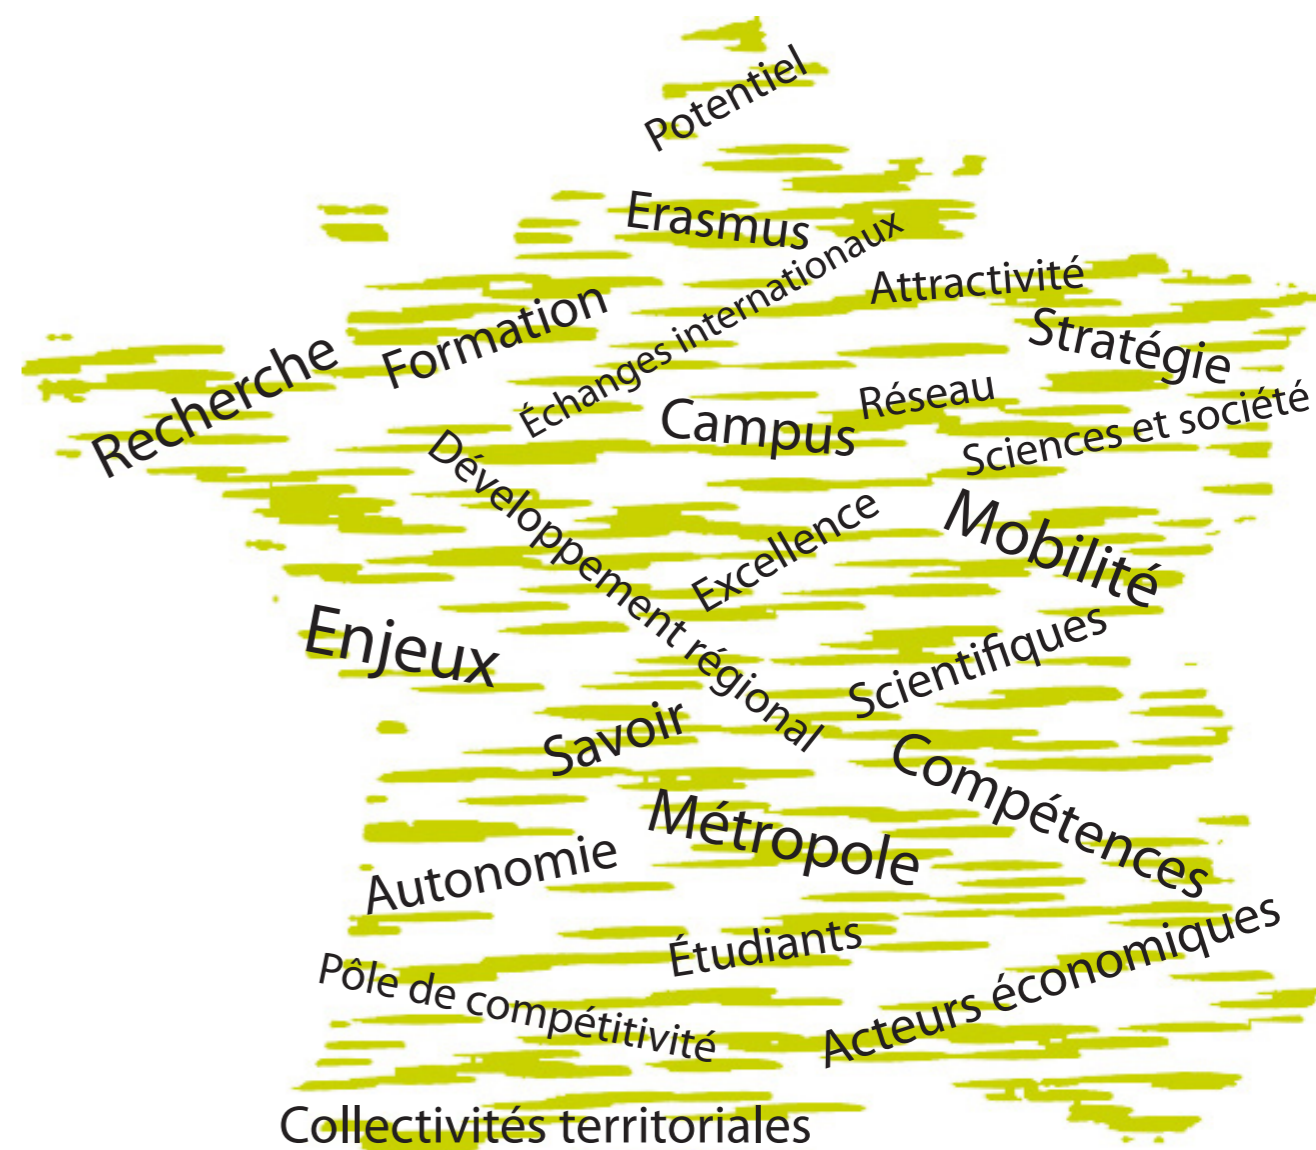 Potentiel
Erasmus
Échanges internationaux
Attractivité
Formation
Stratégie
Recherche
Réseau
Campus
Sciences et société
Développement régional
Excellence
Mobilité
Enjeux
Scientifiques
Savoir
Compétences
Métropole
Autonomie
Étudiants
Acteurs économiques
Pôle de compétitivité
Collectivités territoriales